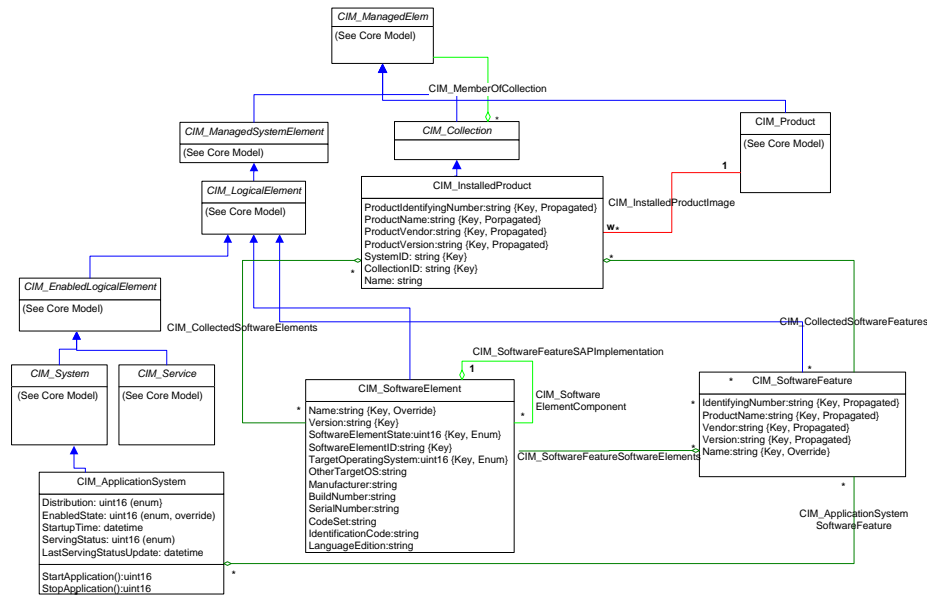 CIM_ManagedElem
(See Core Model)
CIM_MemberOfCollection
*
CIM_ManagedSystemElement
(See Core Model)
CIM_Collection
CIM_Product
(See Core Model)
1
CIM_LogicalElement
(See Core Model)
CIM_InstalledProduct
ProductIdentifyingNumber:string {Key, Propagated}
ProductName:string {Key, Porpagated}
ProductVendor:string {Key, Propagated}
ProductVersion:string {Key, Propagated}
SystemID: string {Key}
CollectionID: string {Key}
Name: string
CIM_InstalledProductImage
w*
*
*
CIM_EnabledLogicalElement
(See Core Model)
CIM_CollectedSoftwareElements
CIM_CollectedSoftwareFeatures
CIM_System
(See Core Model)
CIM_Service
(See Core Model)
CIM_SoftwareFeatureSAPImplementation
1
CIM_Software
ElementComponent
*
*
CIM_SoftwareElement
Name:string {Key, Override}
Version:string {Key}
SoftwareElementState:uint16 {Key, Enum}
SoftwareElementID:string {Key}
TargetOperatingSystem:uint16 {Key, Enum}
OtherTargetOS:string
Manufacturer:string
BuildNumber:string
SerialNumber:string
CodeSet:string
IdentificationCode:string
LanguageEdition:string
*
*
CIM_SoftwareFeature
*
IdentifyingNumber:string {Key, Propagated}
ProductName:string {Key, Propagated}
Vendor:string {Key, Propagated}
Version:string {Key, Propagated}
Name:string {Key, Override}
*
CIM_SoftwareFeatureSoftwareElements
*
CIM_ApplicationSystem
SoftwareFeature
CIM_ApplicationSystem
Distribution: uint16 (enum}
EnabledState: uint16 (enum, override)
StartupTime: datetime
ServingStatus: uint16 (enum)
LastServingStatusUpdate: datetime
StartApplication():uint16
StopApplication():uint16
*
*